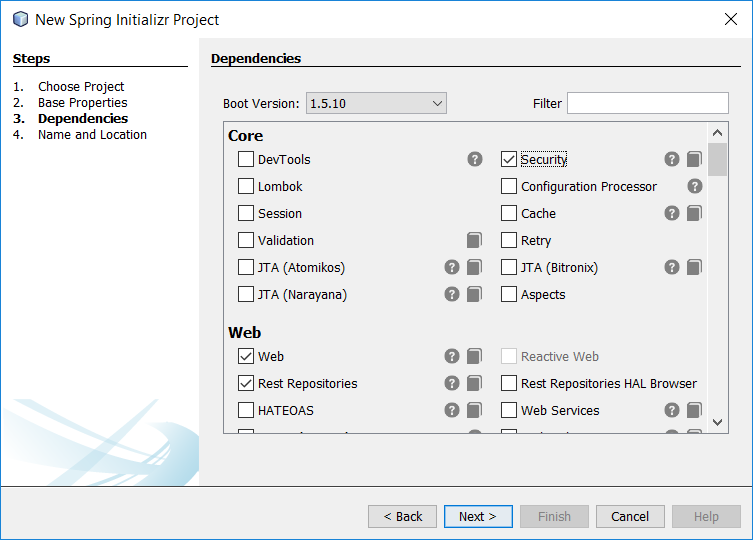 New Spring Initializr Project
Steps
1. Choose Project
2. Base Properties
3. Dependencies
4. Name and Location
Dependencies
Boot Version: 1.5.10 Filter
Core
DevTools ? Security ?
Lombok Configuration Processor ?
Session Cache ?
Validation Retry
JTA (Atomikos) ? JTA (Bitronix) ?
JTA (Narayana) ? Aspects
Web
Web ? Reactive Web
Rest Repositories ? Rest Repositories HAL Browser
HATEOAS ? Web Services ?
< Back Next > Finish Cancel Help